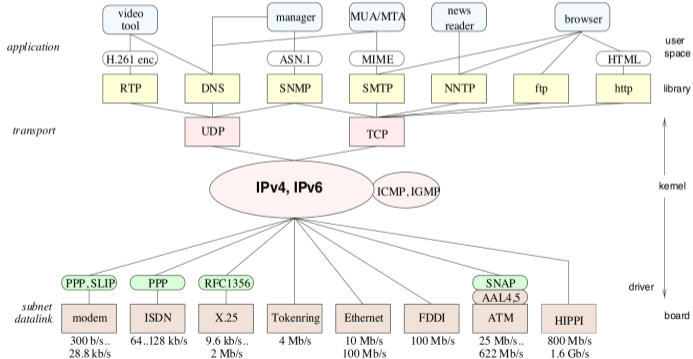 video
tool
manager
MUA/MTA
news
reader
browser
application
user
space
H.261 enc.
ASN.1
MIME
HTML
RTP
DNS
SNMP
SMTP
NNTP
ftp
http
library
transport
UDP
TCP
IPv4, IPv6
ICMP, IGMP
kernel
PPP, SLIP
PPP
RFC1356
SNAP
driver
AAL4,5
subnet
datalink
modem
ISDN
X.25
Tokenring
Ethernet
FDDI
ATM
HIPPI
board
300 b/s..
28.8 kb/s
64..128 kb/s
9.6 kb/s..
2 Mb/s
4 Mb/s
10 Mb/s
100 Mb/s
100 Mb/s
25 Mb/s..
622 Mb/s
800 Mb/s
1.6 Gb/s